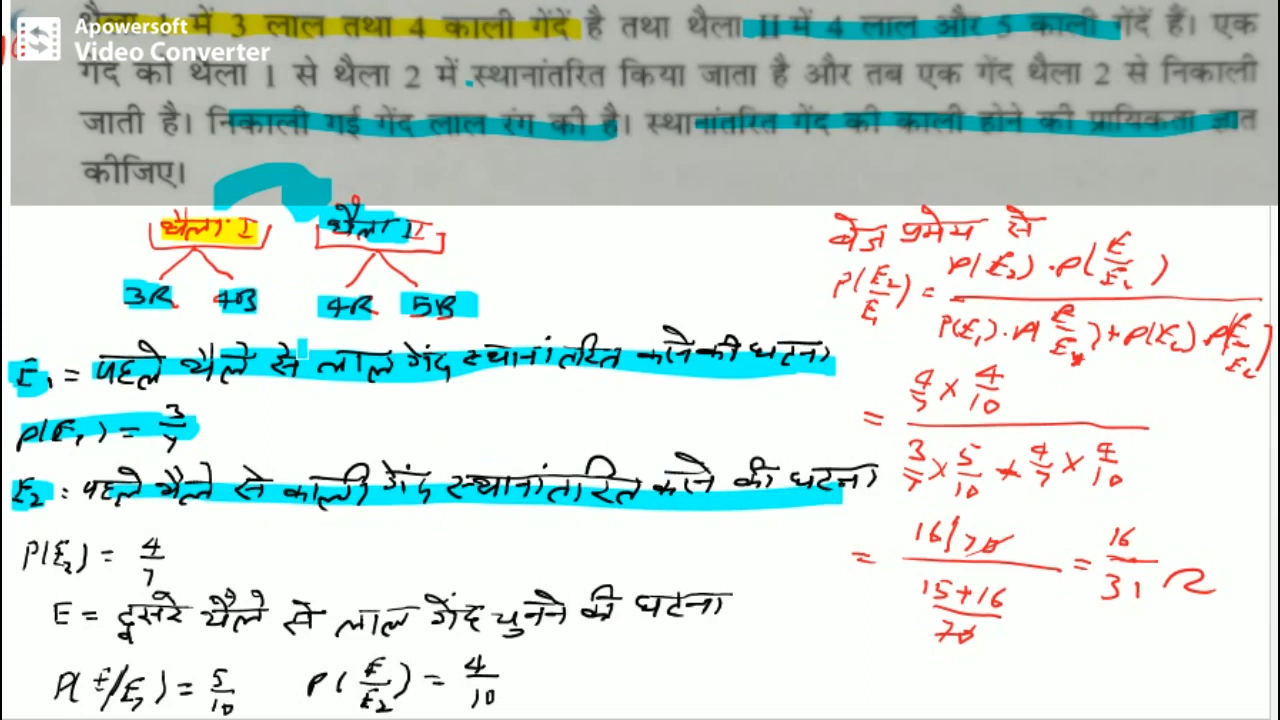 Apowersoft
Video Converter
में 3 लाल तथा 4 काली गेंदें है तथा थैला II में 4 लाल और 5 काली गेंदें हैं। एक
गेंद को थैला 1 से थैला 2 में स्थानांतरित किया जाता है और तब एक गेंद थैला 2 से निकाली
जाती है। निकाली गई गेंद लाल रंग की है। स्थानांतरित गेंद की काली होने की प्रायिकता ज्ञात
कीजिए।
थैला I थैला II
3R 4B 4R 5B
E₁ = पहले थैले से लाल गेंद स्थानांतरित करने की घटना
P(E₁) = 3/7
E₂ : पहले थैले से काली गेंद स्थानांतरित करने की घटना
P(E₂) = 4/7
E = दूसरे थैले से लाल गेंद चुनने की घटना
P(E/E₁) = 5/10 P(E/E₂) = 4/10
बेज प्रमेय से
P(E₂/E) = P(E₂) . P(E/E₂)
P(E₁) . P(E/E₁) + P(E₂) P(E/E₂)
= 4/7 × 4/10
3/7 × 5/10 + 4/7 × 4/10
= 16/70 = 16/31
15+16
70